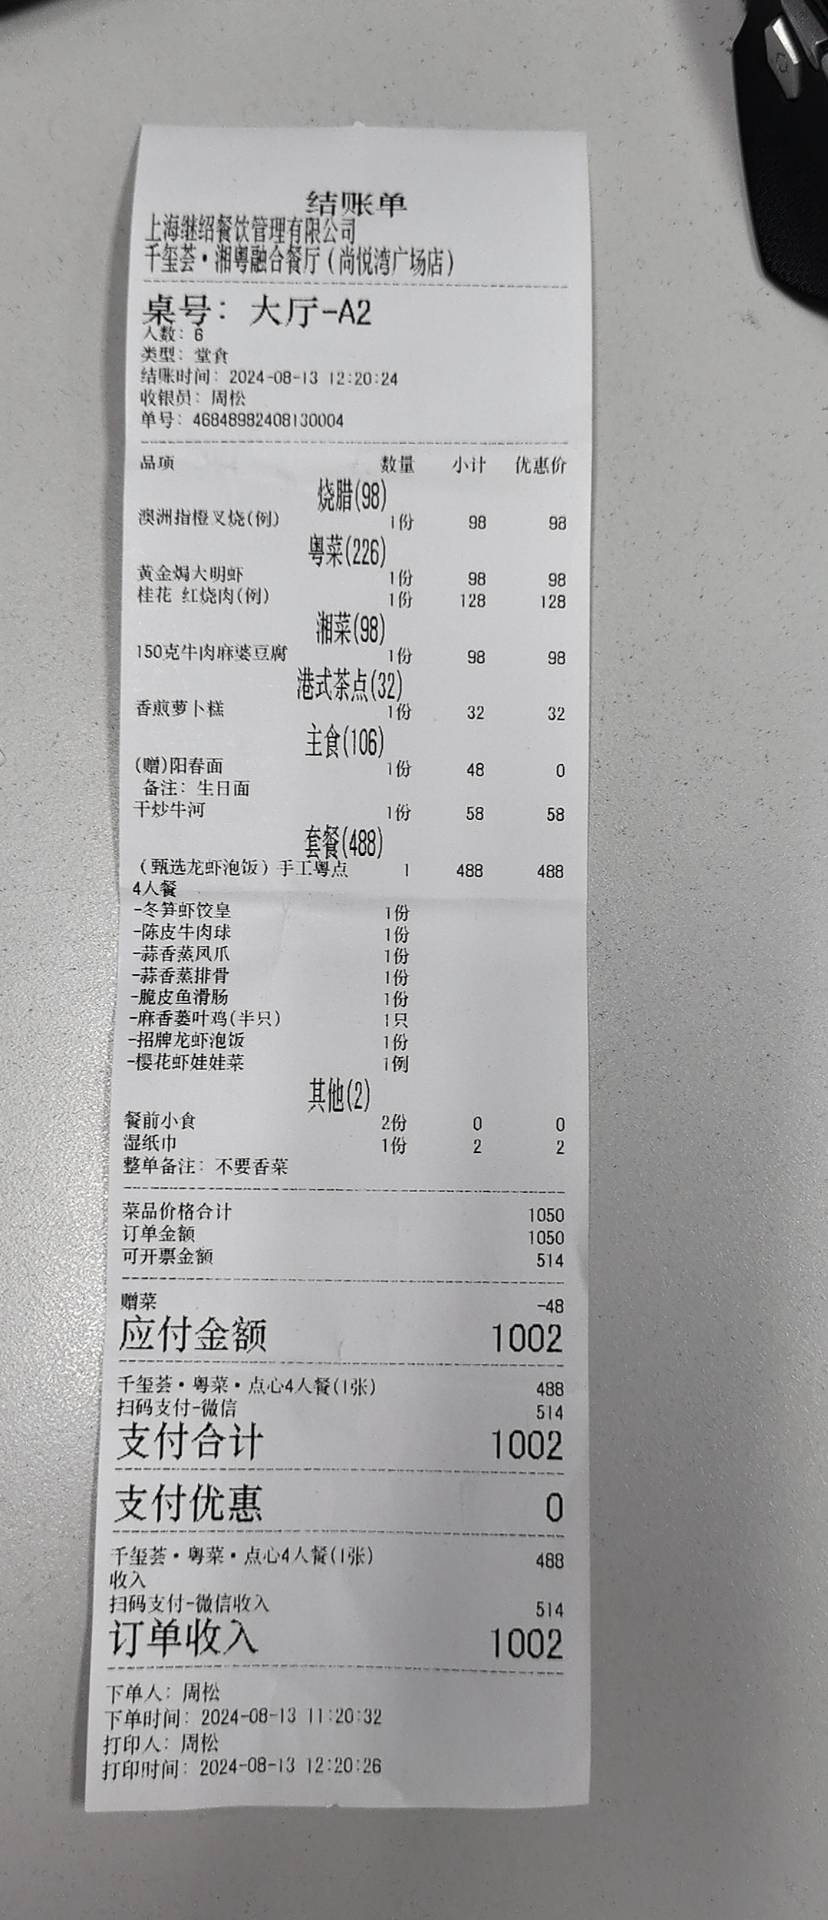 结账单
上海继绍餐饮管理有限公司
千玺荟·湘粤融合餐厅(尚悦湾广场店)
桌号: 大厅-A2
人数: 6
类型: 堂食
结账时间: 2024-08-13 12:20:24
收银员: 周松
单号: 46848982408130004
品项 数量 小计 优惠价
烧腊(98)
澳洲指橙叉烧(例) 1份 98 98
粤菜(226)
黄金焗大明虾 1份 98 98
桂花 红烧肉(例) 1份 128 128
湘菜(98)
150克牛肉麻婆豆腐 1份 98 98
港式茶点(32)
香煎萝卜糕 1份 32 32
主食(106)
(赠)阳春面 1份 48 0
备注: 生日面
干炒牛河 1份 58 58
套餐(488)
(甄选龙虾泡饭)手工粤点 1 488 488
4人餐
-冬笋虾饺皇 1份
-陈皮牛肉球 1份
-蒜香蒸凤爪 1份
-蒜香蒸排骨 1份
-脆皮鱼滑肠 1份
-麻香蒌叶鸡(半只) 1只
-招牌龙虾泡饭 1份
-樱花虾娃娃菜 1例
其他(2)
餐前小食 2份 0 0
湿纸巾 1份 2 2
整单备注: 不要香菜
菜品价格合计 1050
订单金额 1050
可开票金额 514
赠菜 -48
应付金额 1002
千玺荟·粤菜·点心4人餐(1张) 488
扫码支付-微信 514
支付合计 1002
支付优惠 0
千玺荟·粤菜·点心4人餐(1张) 488
收入
扫码支付-微信收入 514
订单收入 1002
下单人: 周松
下单时间: 2024-08-13 11:20:32
打印人: 周松
打印时间: 2024-08-13 12:20:26